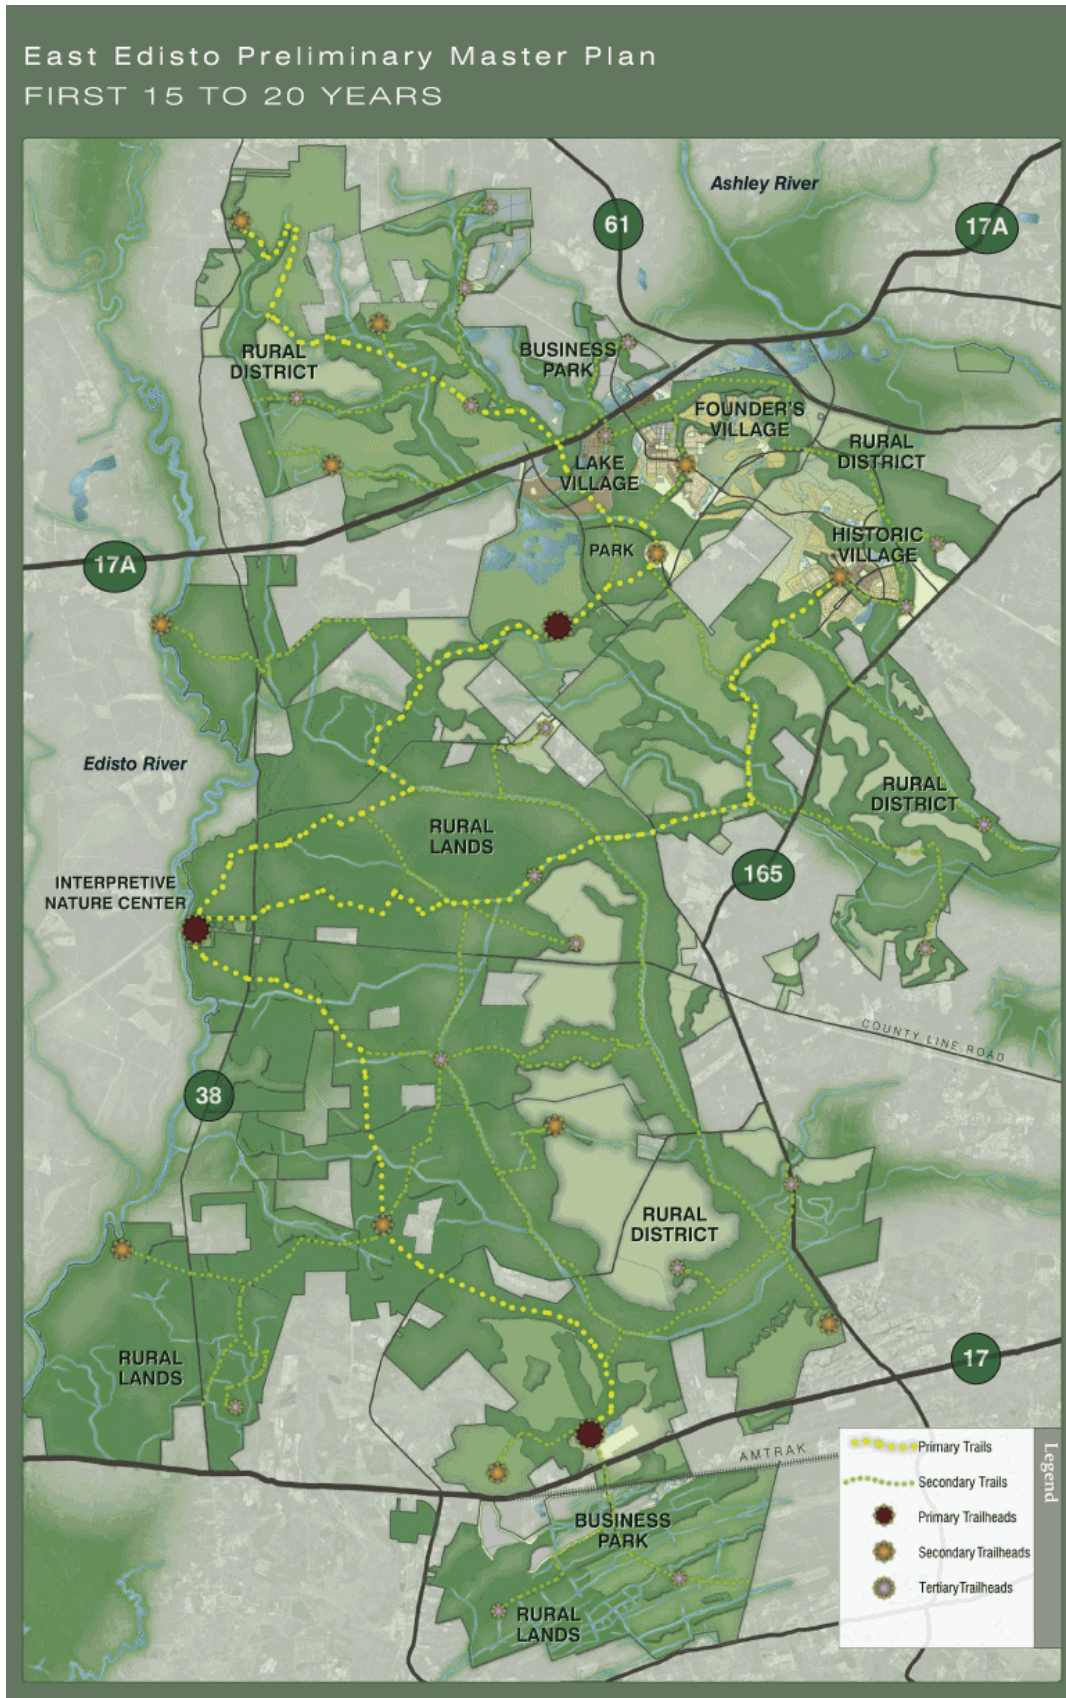 East Edisto Preliminary Master Plan
FIRST 15 TO 20 YEARS
Ashley River
61
17A
RURAL
DISTRICT
BUSINESS
PARK
FOUNDER'S
VILLAGE
RURAL
DISTRICT
LAKE
VILLAGE
HISTORIC
VILLAGE
PARK
17A
Edisto River
RURAL
DISTRICT
RURAL
LANDS
165
INTERPRETIVE
NATURE CENTER
COUNTY LINE ROAD
38
RURAL
DISTRICT
RURAL
LANDS
17
AMTRAK
BUSINESS
PARK
RURAL
LANDS
Legend
Primary Trails
Secondary Trails
Primary Trailheads
Secondary Trailheads
Tertiary Trailheads